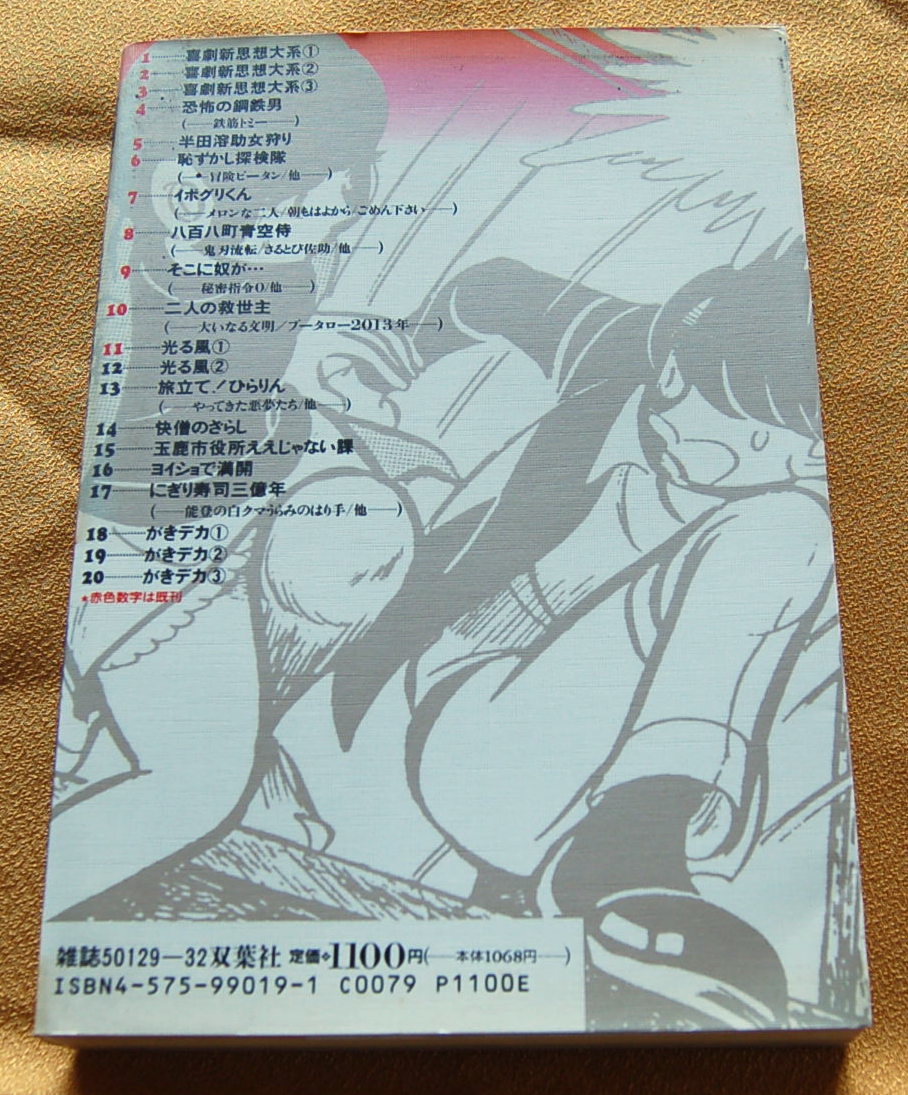 1……喜劇新思想大系①
2……喜劇新思想大系②
3……喜劇新思想大系③
4……恐怖の鋼鉄男
(——鉄筋トミー——)
5……半田溶助女狩り
6……恥ずかし探検隊
(——冒険ピータン/他——)
7……イボグリくん
(——メロンな二人/朝もはよから/ごめん下さい——)
8……八百八町青空侍
(——鬼刃流転/さるとび佐助/他——)
9……そこに奴が…
(——秘密指令O/他——)
10……二人の救世主
(——大いなる文明/ブータロー2013年——)
11……光る風①
12……光る風②
13……旅立て!ひらりん
(——やってきた悪夢たち/他——)
14……快僧のざらし
15……玉鹿市役所ええじゃない課
16……ヨイショで満開
17……にぎり寿司三億年
(——能登の白クマうらみのはり手/他——)
18……がきデカ①
19……がきデカ②
20……がきデカ③
★赤色数字は既刊
雑誌50129—32双葉社 定価◆1100円(——本体1068円——)
ISBN4-575-99019-1 C0079 P1100E